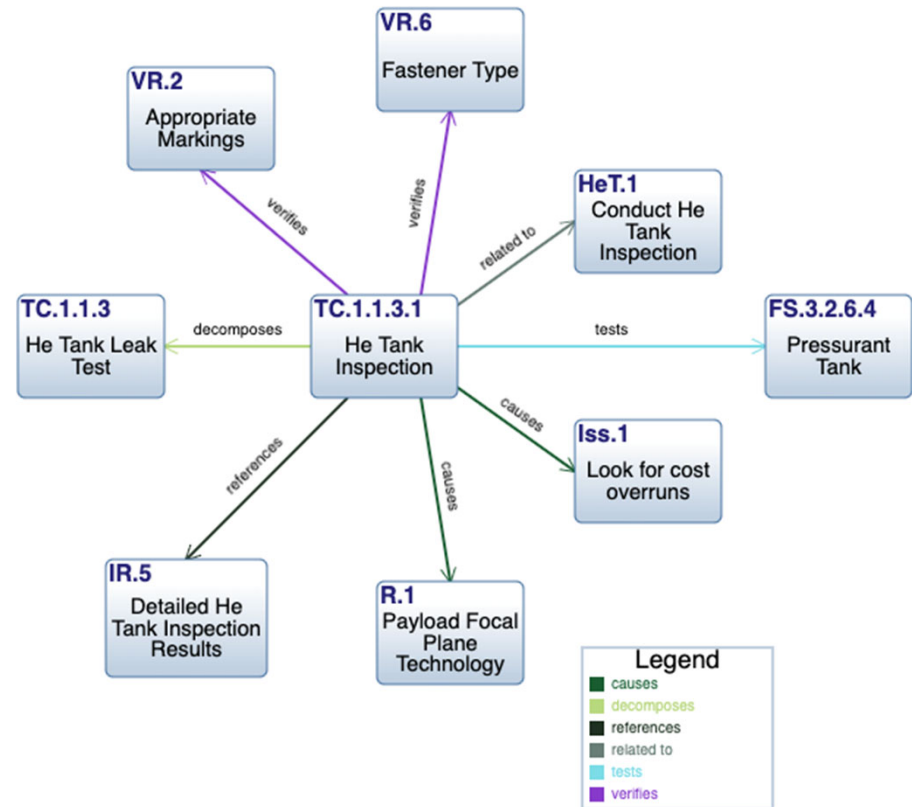 VR.6
Fastener Type
VR.2
Appropriate
Markings
verifies
verifies
HeT.1
Conduct He
Tank
Inspection
related to
TC.1.1.3
He Tank Leak
Test
decomposes
TC.1.1.3.1
He Tank
Inspection
tests
FS.3.2.6.4
Pressurant
Tank
causes
Iss.1
Look for cost
overruns
references
causes
IR.5
Detailed He
Tank Inspection
Results
R.1
Payload Focal
Plane
Technology
Legend
causes
decomposes
references
related to
tests
verifies